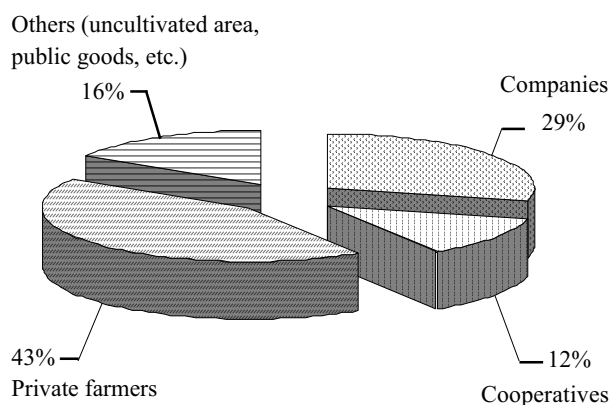 Others (uncultivated area,
public goods, etc.)
16%
Companies
29%
43%
Private farmers
12%
Cooperatives